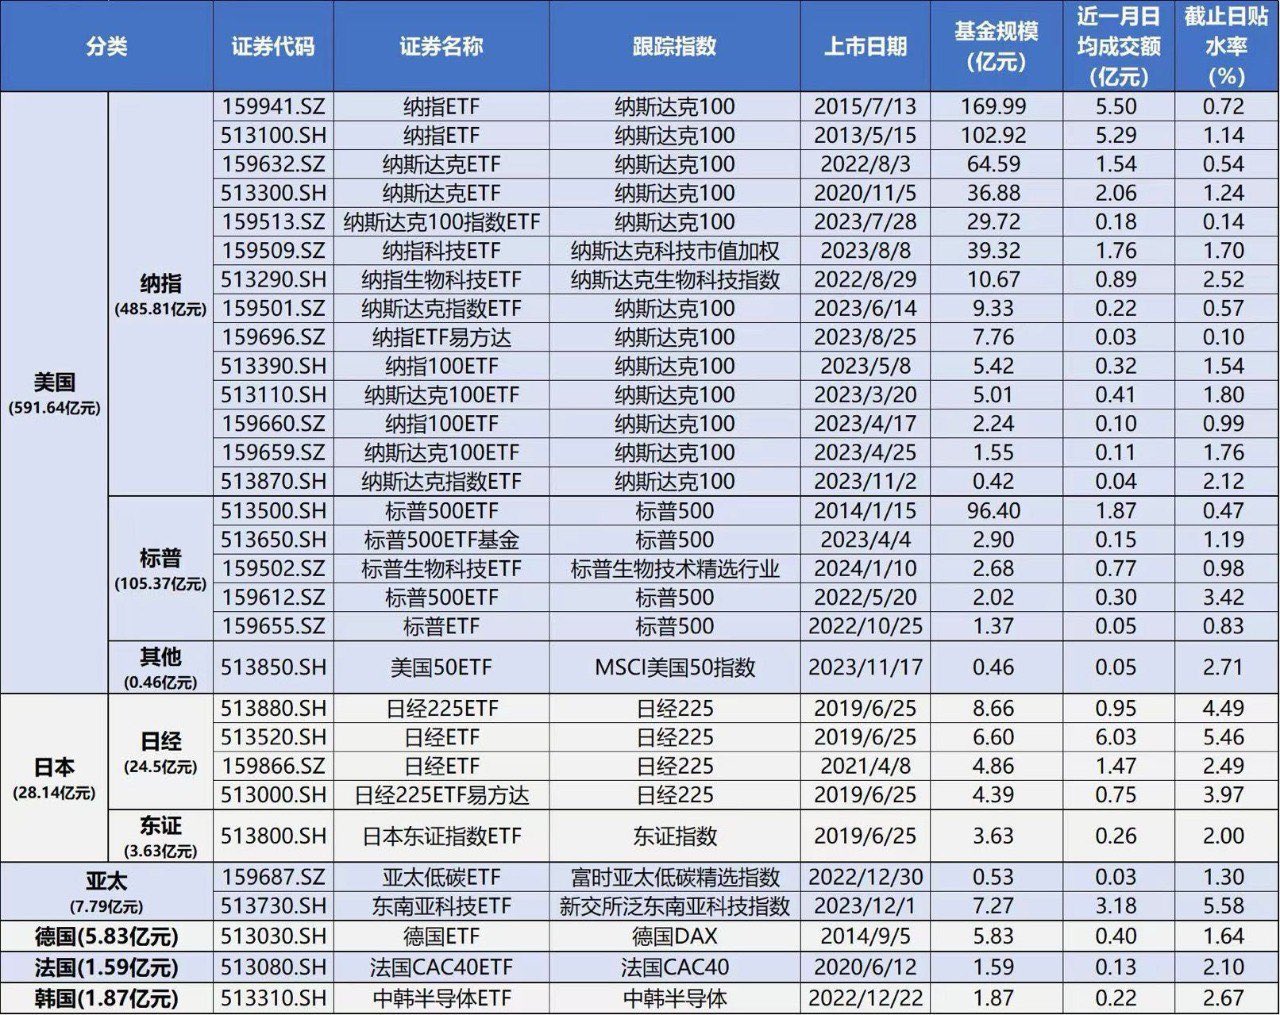 分类 证券代码 证券名称 跟踪指数 上市日期 基金规模（亿元） 近一月日均成交额（亿元） 截止日贴水率（%）
美国 (591.64亿元)
纳指 (485.81亿元)
159941.SZ 纳指ETF 纳斯达克100 2015/7/13 169.99 5.50 0.72
513100.SH 纳指ETF 纳斯达克100 2013/5/15 102.92 5.29 1.14
159632.SZ 纳斯达克ETF 纳斯达克100 2022/8/3 64.59 1.54 0.54
513300.SH 纳斯达克ETF 纳斯达克100 2020/11/5 36.88 2.06 1.24
159513.SZ 纳斯达克100指数ETF 纳斯达克100 2023/7/28 29.72 0.18 0.14
159509.SZ 纳指科技ETF 纳斯达克科技市值加权 2023/8/8 39.32 1.76 1.70
513290.SH 纳指生物科技ETF 纳斯达克生物科技指数 2022/8/29 10.67 0.89 2.52
159501.SZ 纳斯达克指数ETF 纳斯达克100 2023/6/14 9.33 0.22 0.57
159696.SZ 纳指ETF易方达 纳斯达克100 2023/8/25 7.76 0.03 0.10
513390.SH 纳指100ETF 纳斯达克100 2023/5/8 5.42 0.32 1.54
513110.SH 纳斯达克100ETF 纳斯达克100 2023/3/20 5.01 0.41 1.80
159660.SZ 纳指100ETF 纳斯达克100 2023/4/17 2.24 0.10 0.99
159659.SZ 纳斯达克100ETF 纳斯达克100 2023/4/25 1.55 0.11 1.76
513870.SH 纳斯达克指数ETF 纳斯达克100 2023/11/2 0.42 0.04 2.12
标普 (105.37亿元)
513500.SH 标普500ETF 标普500 2014/1/15 96.40 1.87 0.47
513650.SH 标普500ETF基金 标普500 2023/4/4 2.90 0.15 1.19
159502.SZ 标普生物科技ETF 标普生物技术精选行业 2024/1/10 2.68 0.77 0.98
159612.SZ 标普500ETF 标普500 2022/5/20 2.02 0.30 3.42
159655.SZ 标普ETF 标普500 2022/10/25 1.37 0.05 0.83
其他 (0.46亿元)
513850.SH 美国50ETF MSCI美国50指数 2023/11/17 0.46 0.05 2.71
日本 (28.14亿元)
日经 (24.5亿元)
513880.SH 日经225ETF 日经225 2019/6/25 8.66 0.95 4.49
513520.SH 日经ETF 日经225 2019/6/25 6.60 6.03 5.46
159866.SZ 日经ETF 日经225 2021/4/8 4.86 1.47 2.49
513000.SH 日经225ETF易方达 日经225 2019/6/25 4.39 0.75 3.97
东证 (3.63亿元)
513800.SH 日本东证指数ETF 东证指数 2019/6/25 3.63 0.26 2.00
亚太 (7.79亿元)
159687.SZ 亚太低碳ETF 富时亚太低碳精选指数 2022/12/30 0.53 0.03 1.30
513730.SH 东南亚科技ETF 新交所泛东南亚科技指数 2023/12/1 7.27 3.18 5.58
德国(5.83亿元) 513030.SH 德国ETF 德国DAX 2014/9/5 5.83 0.40 1.64
法国(1.59亿元) 513080.SH 法国CAC40ETF 法国CAC40 2020/6/12 1.59 0.13 2.10
韩国(1.87亿元) 513310.SH 中韩半导体ETF 中韩半导体 2022/12/22 1.87 0.22 2.67